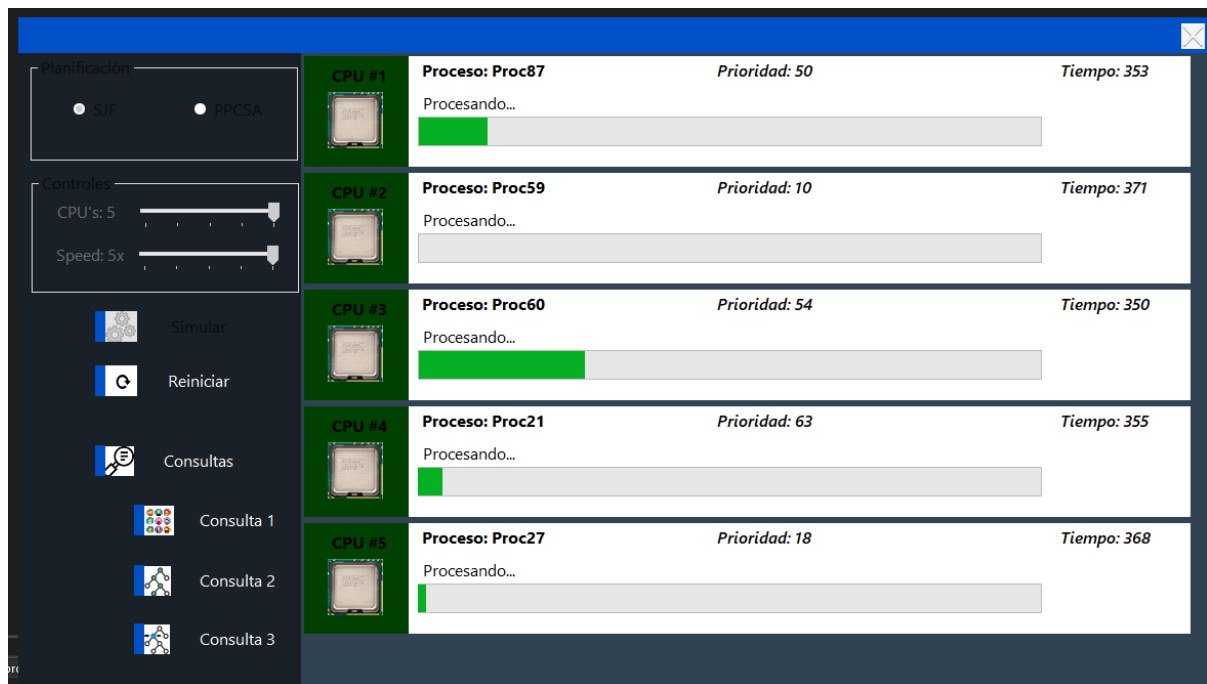 Planificación
SJF
PPCSA
Controles
CPU's: 5
Speed: 5x
Simular
Reiniciar
Consultas
Consulta 1
Consulta 2
Consulta 3
CPU #1
Proceso: Proc87 Prioridad: 50 Tiempo: 353
Procesando...
CPU #2
Proceso: Proc59 Prioridad: 10 Tiempo: 371
Procesando...
CPU #3
Proceso: Proc60 Prioridad: 54 Tiempo: 350
Procesando...
CPU #4
Proceso: Proc21 Prioridad: 63 Tiempo: 355
Procesando...
CPU #5
Proceso: Proc27 Prioridad: 18 Tiempo: 368
Procesando...